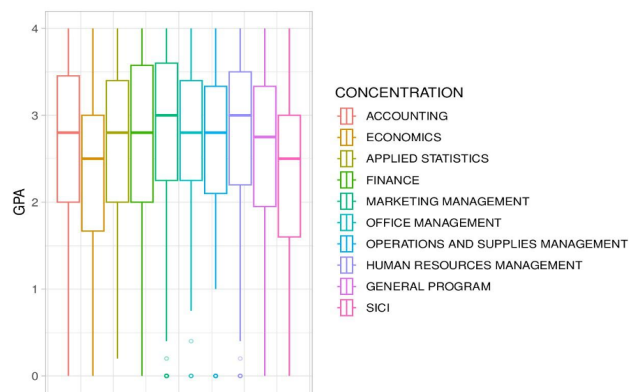 4
3
2
1
0
GPA
CONCENTRATION
ACCOUNTING
ECONOMICS
APPLIED STATISTICS
FINANCE
MARKETING MANAGEMENT
OFFICE MANAGEMENT
OPERATIONS AND SUPPLIES MANAGEMENT
HUMAN RESOURCES MANAGEMENT
GENERAL PROGRAM
SICI